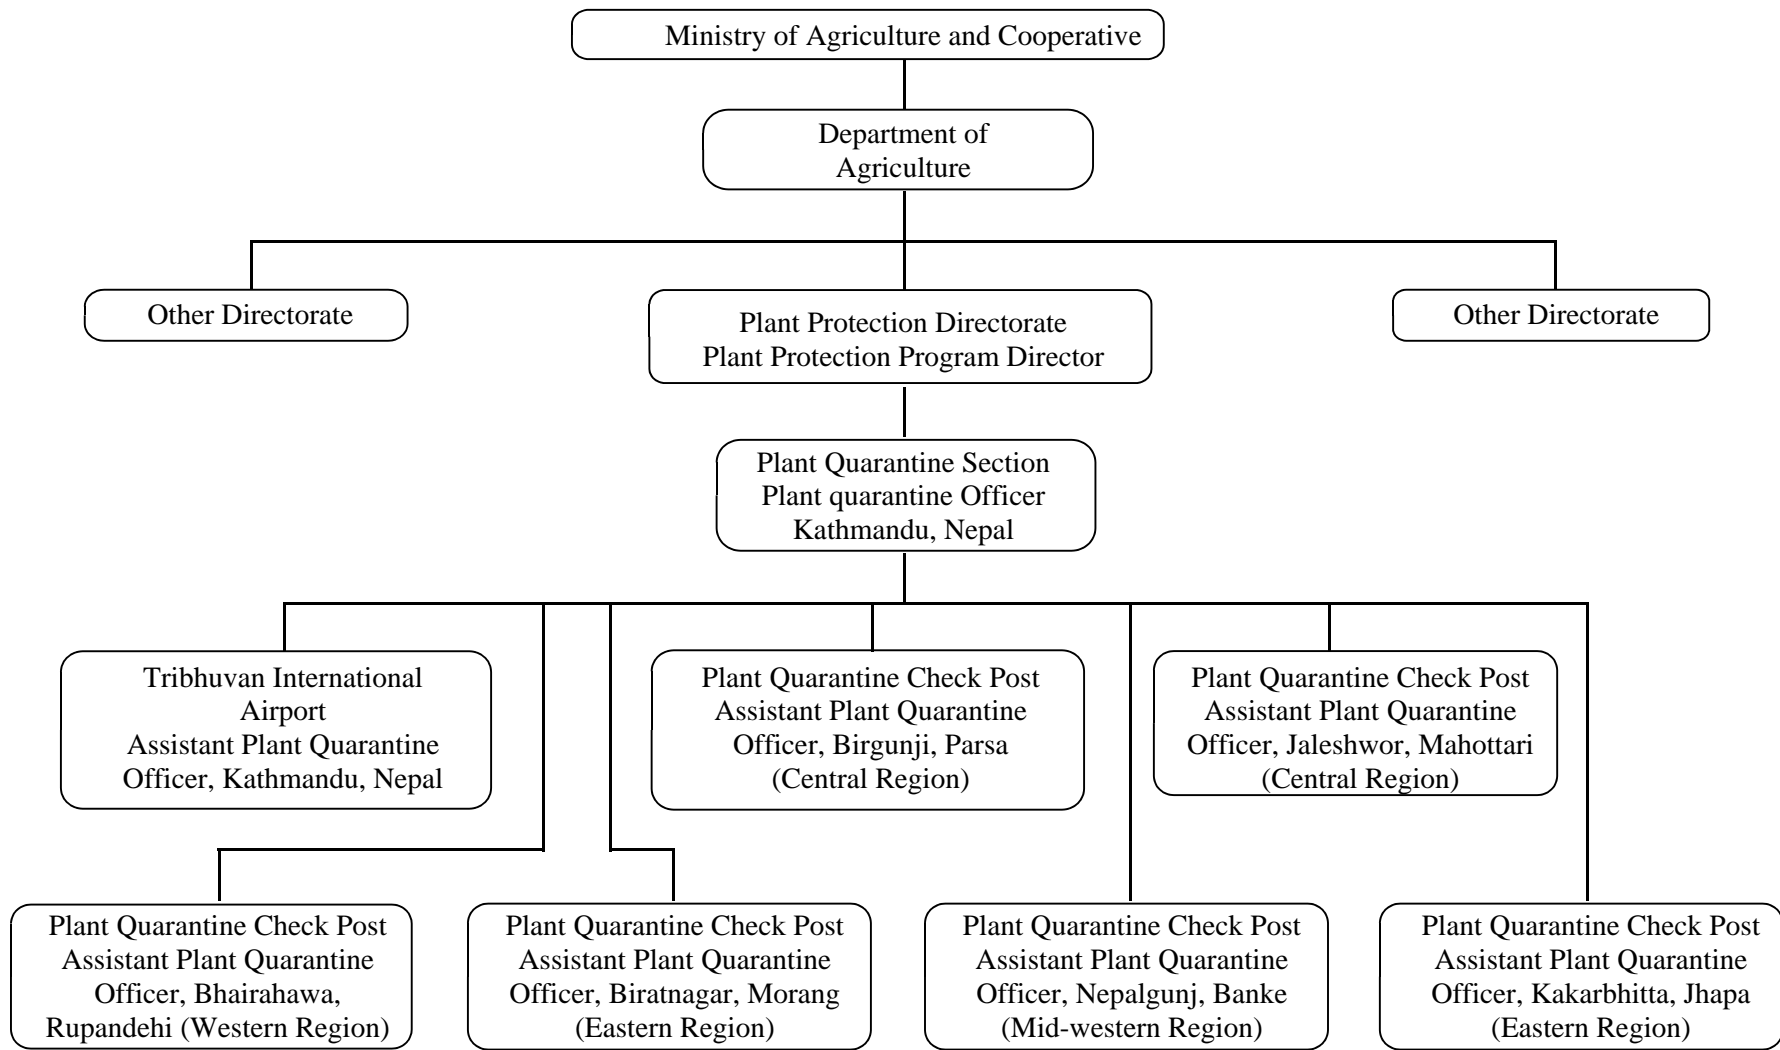 Ministry of Agriculture and Cooperative
Department of
Agriculture
Other Directorate
Plant Protection Directorate
Plant Protection Program Director
Other Directorate
Plant Quarantine Section
Plant quarantine Officer
Kathmandu, Nepal
Tribhuvan International
Airport
Assistant Plant Quarantine
Officer, Kathmandu, Nepal
Plant Quarantine Check Post
Assistant Plant Quarantine
Officer, Birgunji, Parsa
(Central Region)
Plant Quarantine Check Post
Assistant Plant Quarantine
Officer, Jaleshwor, Mahottari
(Central Region)
Plant Quarantine Check Post
Assistant Plant Quarantine
Officer, Bhairahawa,
Rupandehi (Western Region)
Plant Quarantine Check Post
Assistant Plant Quarantine
Officer, Biratnagar, Morang
(Eastern Region)
Plant Quarantine Check Post
Assistant Plant Quarantine
Officer, Nepalgunj, Banke
(Mid-western Region)
Plant Quarantine Check Post
Assistant Plant Quarantine
Officer, Kakarbhitta, Jhapa
(Eastern Region)